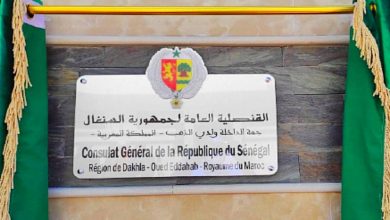 القنصلية العامة لجمهورية السنغال
جهة الداخلة وادي الذهب - المملكة المغربية -
Consulat Général de la République du Sénégal
Région de Dakhla - Oued Eddahab - Royaume du Maroc